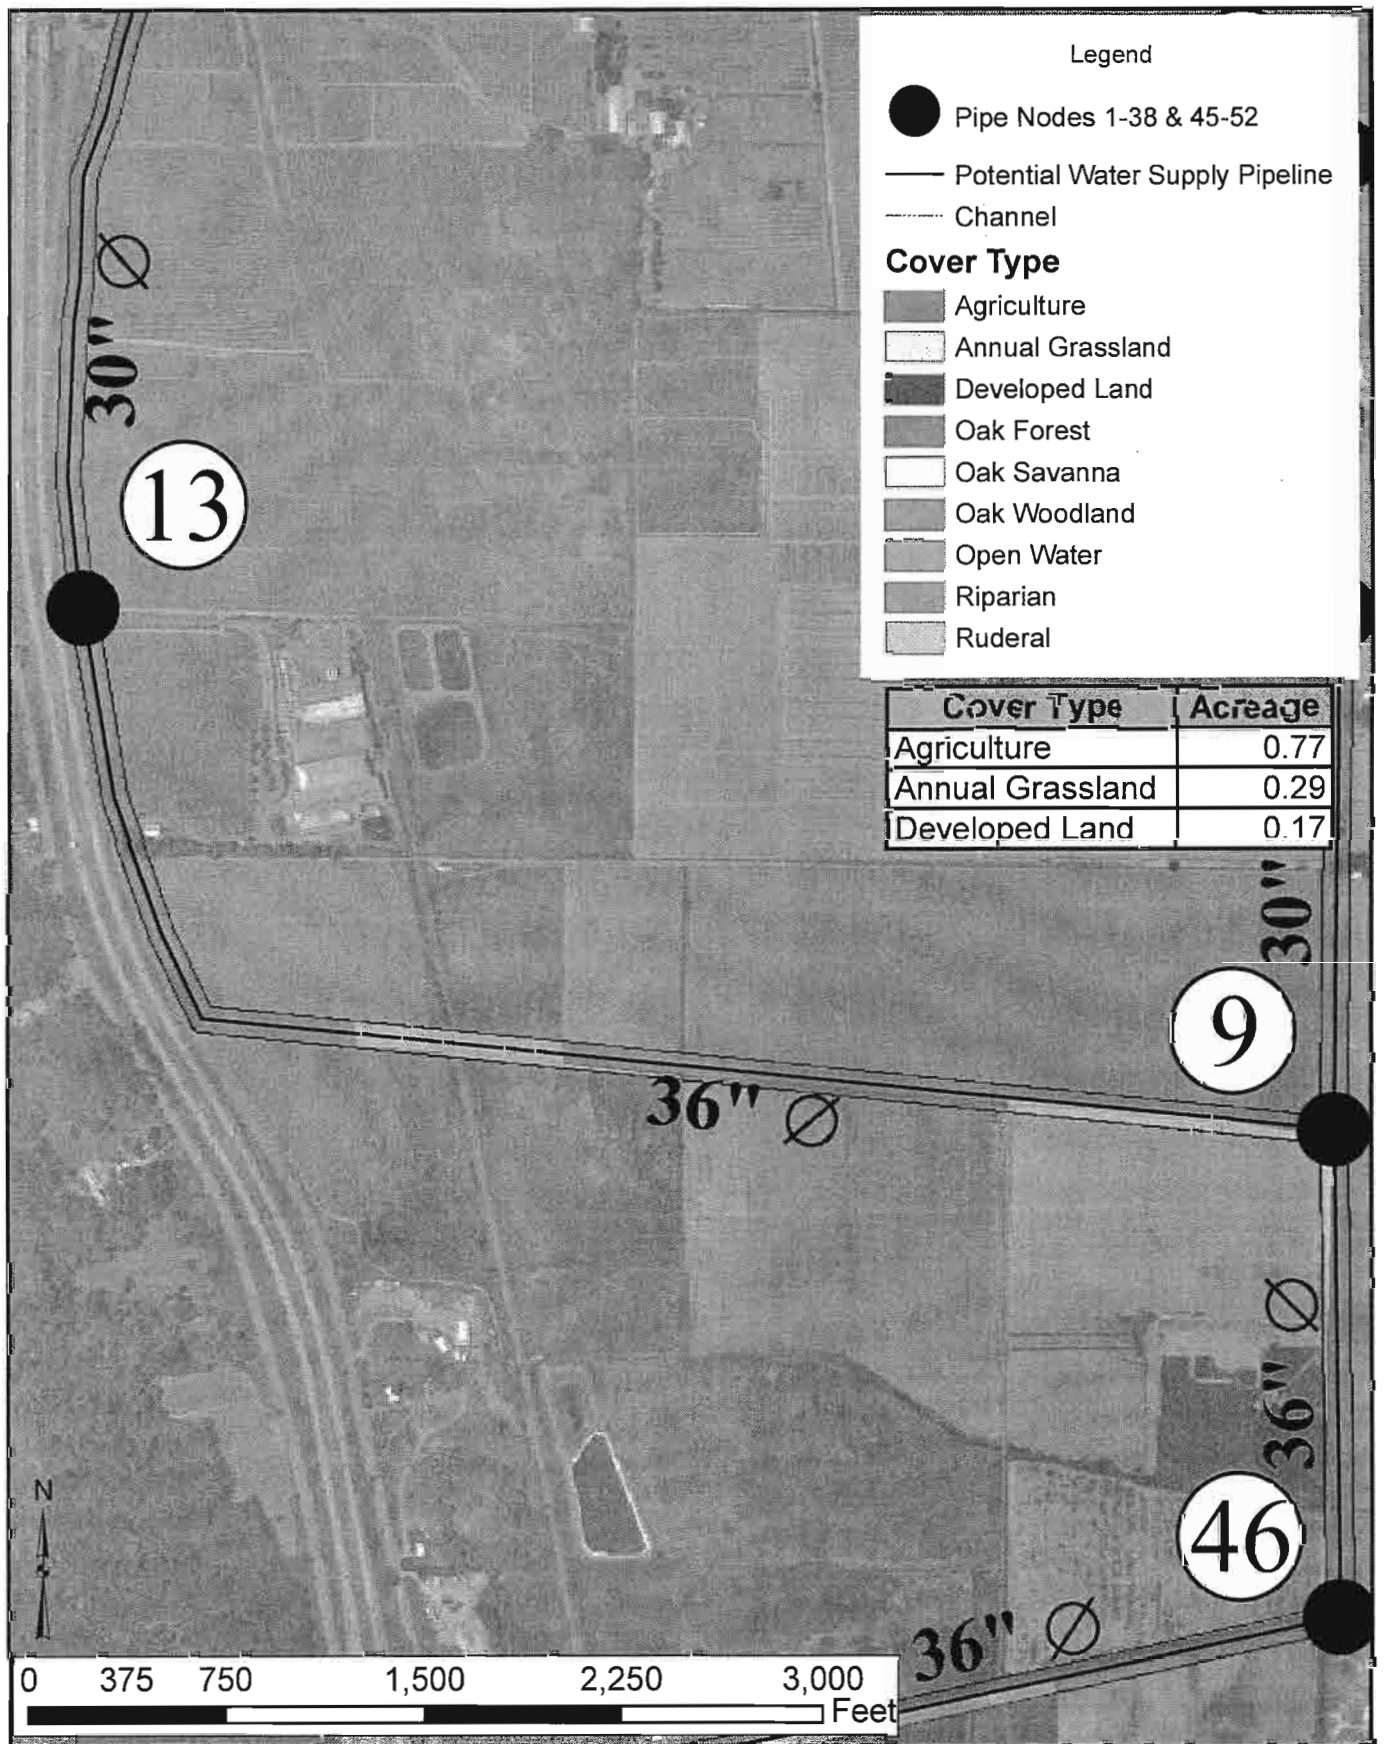 Legend
Pipe Nodes 1-38 & 45-52
Potential Water Supply Pipeline
Channel
Cover Type
Agriculture
Annual Grassland
Developed Land
Oak Forest
Oak Savanna
Oak Woodland
Open Water
Riparian
Ruderal
Cover Type Acreage
Agriculture 0.77
Annual Grassland 0.29
Developed Land 0.17
30" Ø
13
30"
9
36" Ø
36" Ø
46
36" Ø
N
0 375 750 1,500 2,250 3,000
Feet